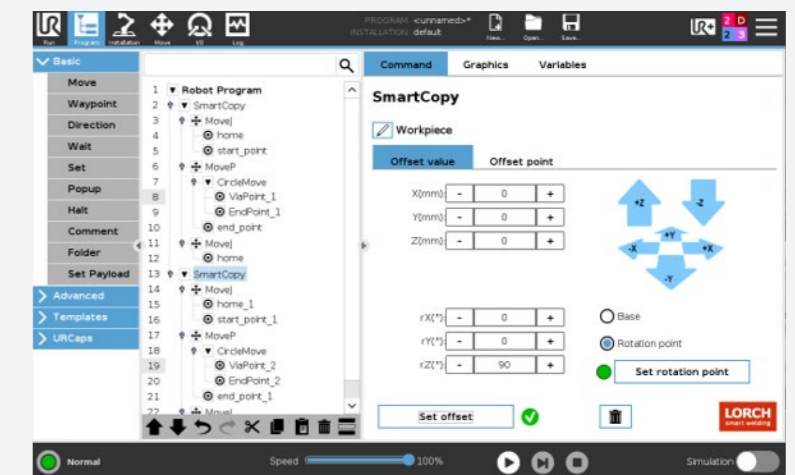 UR PROGRAM <unnamed>* UR+ 2 D
INSTALLATION default 2 3
Run Program Installation Move I/O Log New... Open... Save...
Basic
Move
Waypoint
Direction
Wait
Set
Popup
Halt
Comment
Folder
Set Payload
Advanced
Templates
URCaps
1 Robot Program
2 SmartCopy
3 MoveJ
4 home
5 start_point
6 MoveP
7 CircleMove
8 ViaPoint_1
9 EndPoint_1
10 end_point
11 MoveJ
12 home
13 SmartCopy
14 MoveJ
15 home_1
16 start_point_1
17 MoveP
18 CircleMove
19 ViaPoint_2
20 EndPoint_2
21 end_point_1
22 MoveJ
Command Graphics Variables
SmartCopy
Workpiece
Offset value Offset point
X(mm): - 0 +
Y(mm): - 0 +
Z(mm): - 0 +
+Z -Z
+Y
-X +X
-Y
rX(°): - 0 +
rY(°): - 0 +
rZ(°): - 90 +
Base
Rotation point
Set rotation point
Set offset
LORCH
smart welding
Normal Speed 100% Simulation